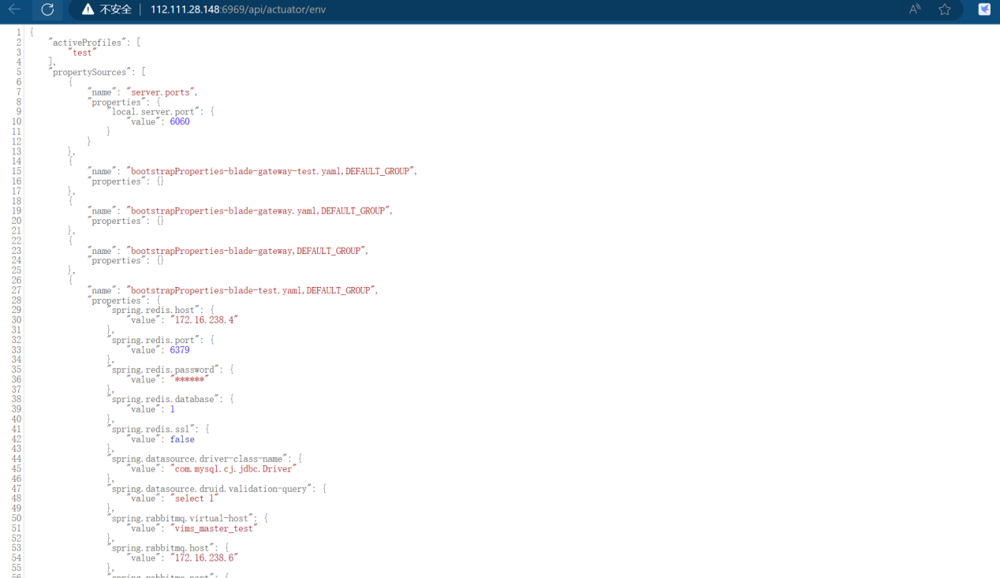 不安全 | 112.111.28.148:6969/api/actuator/env
1 {
2 "activeProfiles": [
3 "test"
4 ],
5 "propertySources": [
6 {
7 "name": "server.ports",
8 "properties": {
9 "local.server.port": {
10 "value": 6060
11 }
12 }
13 },
14 {
15 "name": "bootstrapProperties-blade-gateway-test.yaml,DEFAULT_GROUP",
16 "properties": {}
17 },
18 {
19 "name": "bootstrapProperties-blade-gateway.yaml,DEFAULT_GROUP",
20 "properties": {}
21 },
22 {
23 "name": "bootstrapProperties-blade-gateway,DEFAULT_GROUP",
24 "properties": {}
25 },
26 {
27 "name": "bootstrapProperties-blade-test.yaml,DEFAULT_GROUP",
28 "properties": {
29 "spring.redis.host": {
30 "value": "172.16.238.4"
31 },
32 "spring.redis.port": {
33 "value": 6379
34 },
35 "spring.redis.password": {
36 "value": "******"
37 },
38 "spring.redis.database": {
39 "value": 1
40 },
41 "spring.redis.ssl": {
42 "value": false
43 },
44 "spring.datasource.driver-class-name": {
45 "value": "com.mysql.cj.jdbc.Driver"
46 },
47 "spring.datasource.druid.validation-query": {
48 "value": "select 1"
49 },
50 "spring.rabbitmq.virtual-host": {
51 "value": "vims_master_test"
52 },
53 "spring.rabbitmq.host": {
54 "value": "172.16.238.6"
55 },
56 "spring.rabbitmq.port": {